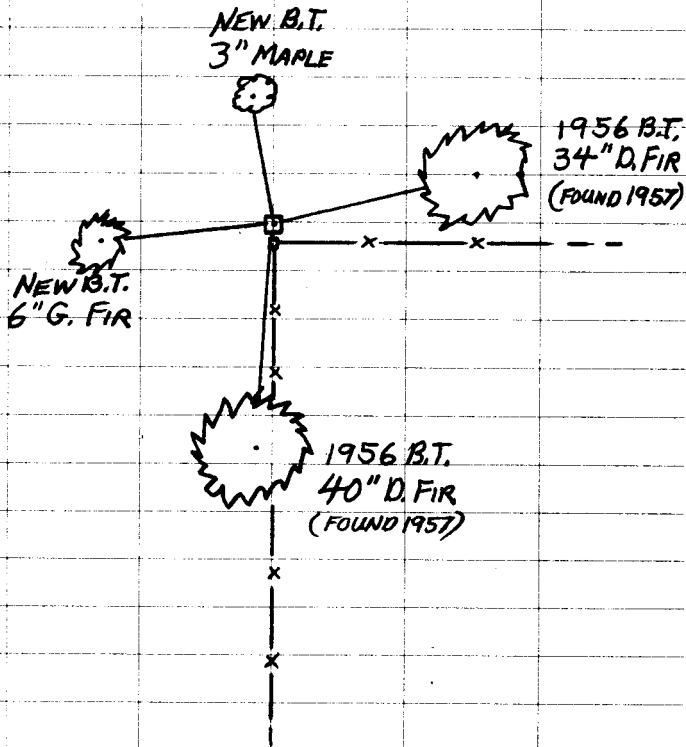 NEW B.T.
3" MAPLE
1956 B.T.
34" D. FIR
(FOUND 1957)
NEW B.T.
6" G. FIR
1956 B.T.
40" D. FIR
(FOUND 1957)